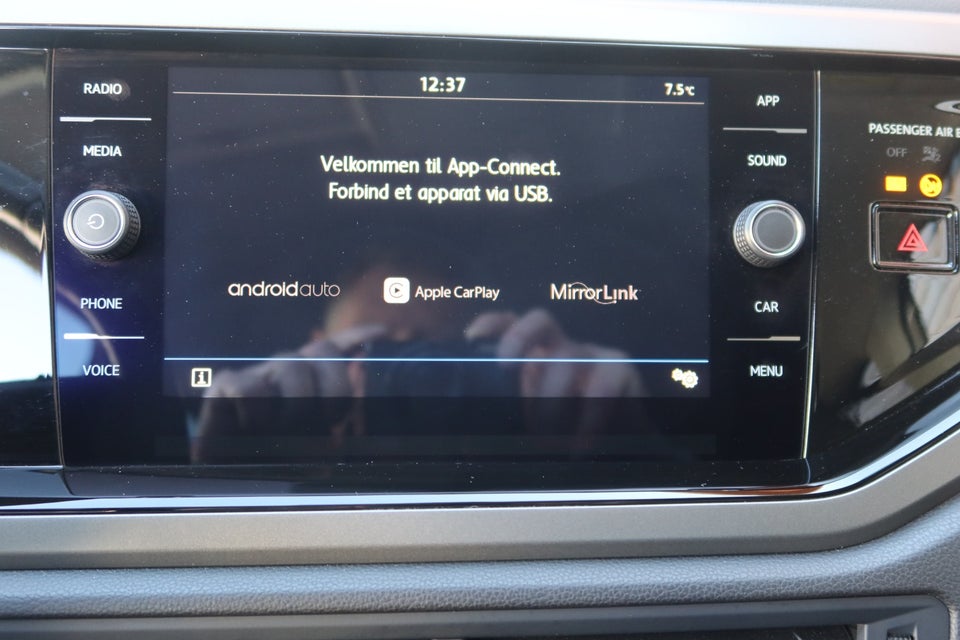 RADIO
MEDIA
PHONE
VOICE
12:37
7.5°C
Velkommen til App-Connect.
Forbind et apparat via USB.
androidauto
Apple CarPlay
MirrorLink
APP
SOUND
CAR
MENU
PASSENGER AIR
OFF